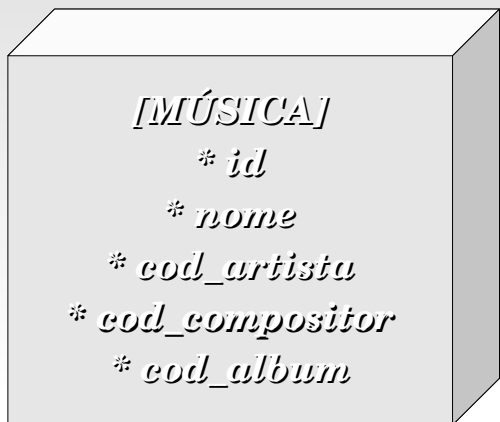 [MÚSICA]
* id
* nome
* cod_artista
* cod_compositor
* cod_album